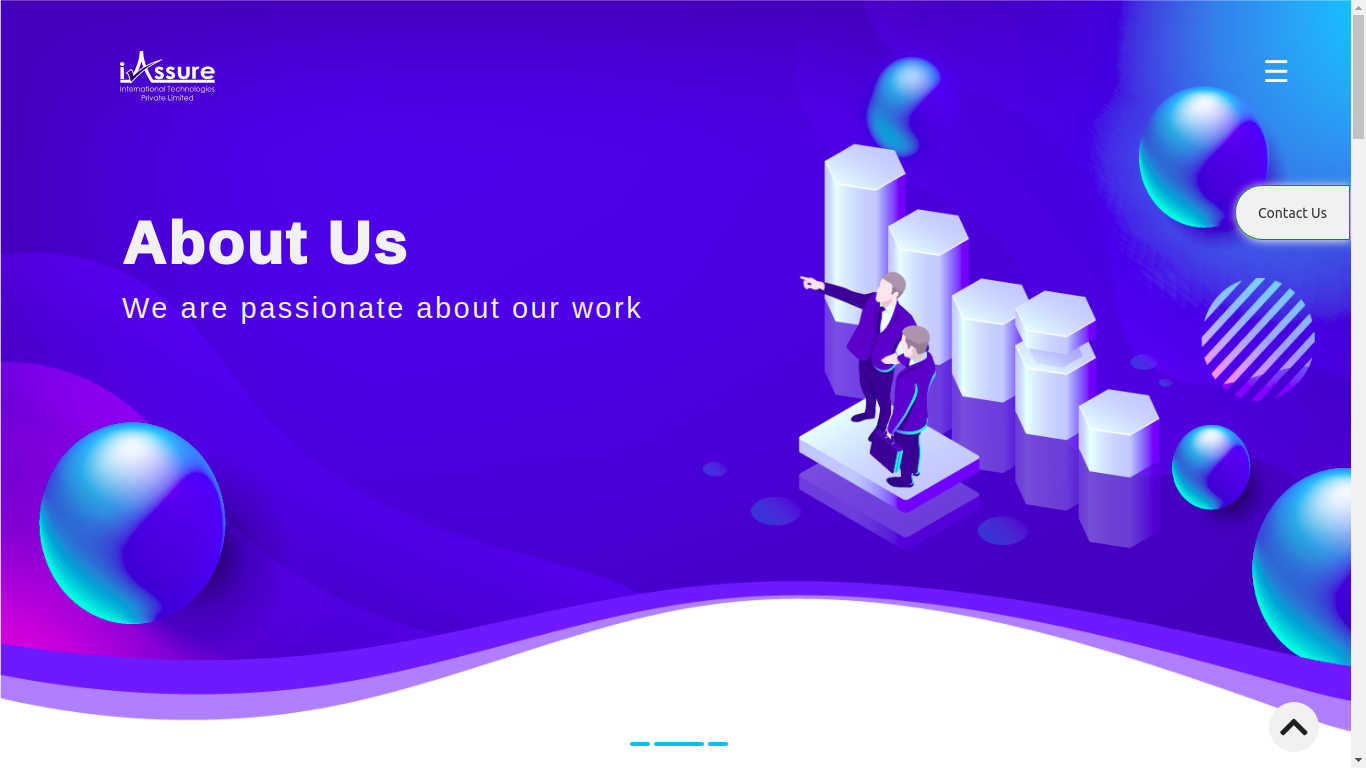 iAssure
International Technologies
Private Limited
☰
Contact Us
About Us
We are passionate about our work